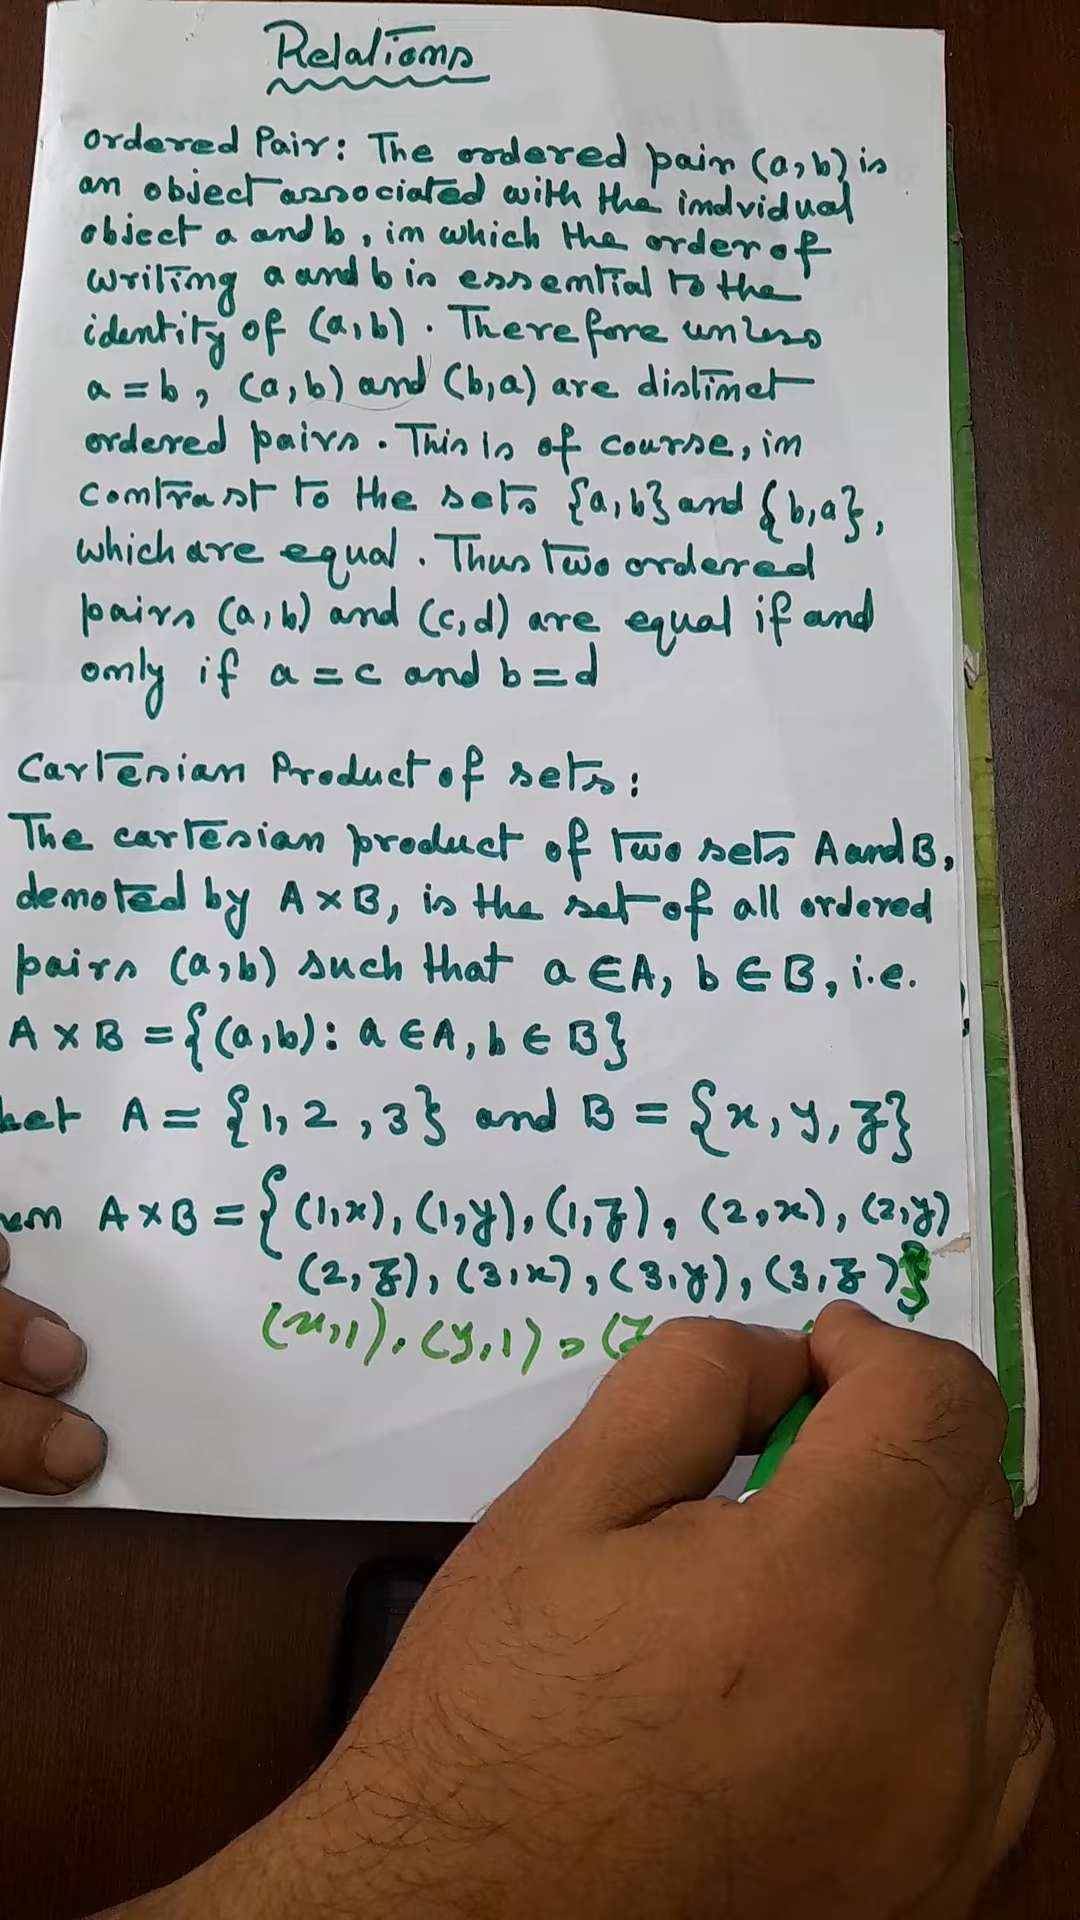 Relations
ordered Pair: The ordered pair (a,b) is
an object associated with the individual
object a and b, in which the order of
writing a and b is essential to the
identity of (a,b). Therefore unless
a = b, (a,b) and (b,a) are distinct
ordered pairs. This is of course, in
contrast to the sets {a,b} and {b,a},
which are equal. Thus two ordered
pairs (a,b) and (c,d) are equal if and
only if a = c and b = d
Cartesian Product of sets:
The cartesian product of two sets A and B,
denoted by A × B, is the set of all ordered
pairs (a,b) such that a ∈ A, b ∈ B, i.e.
A × B = {(a,b): a ∈ A, b ∈ B}
A = {1, 2, 3} and B = {x, y, z}
A × B = {(1,x), (1,y), (1,z), (2,x), (2,y)
(2,z), (3,x), (3,y), (3,z)}
(x,1), (y,1), (z